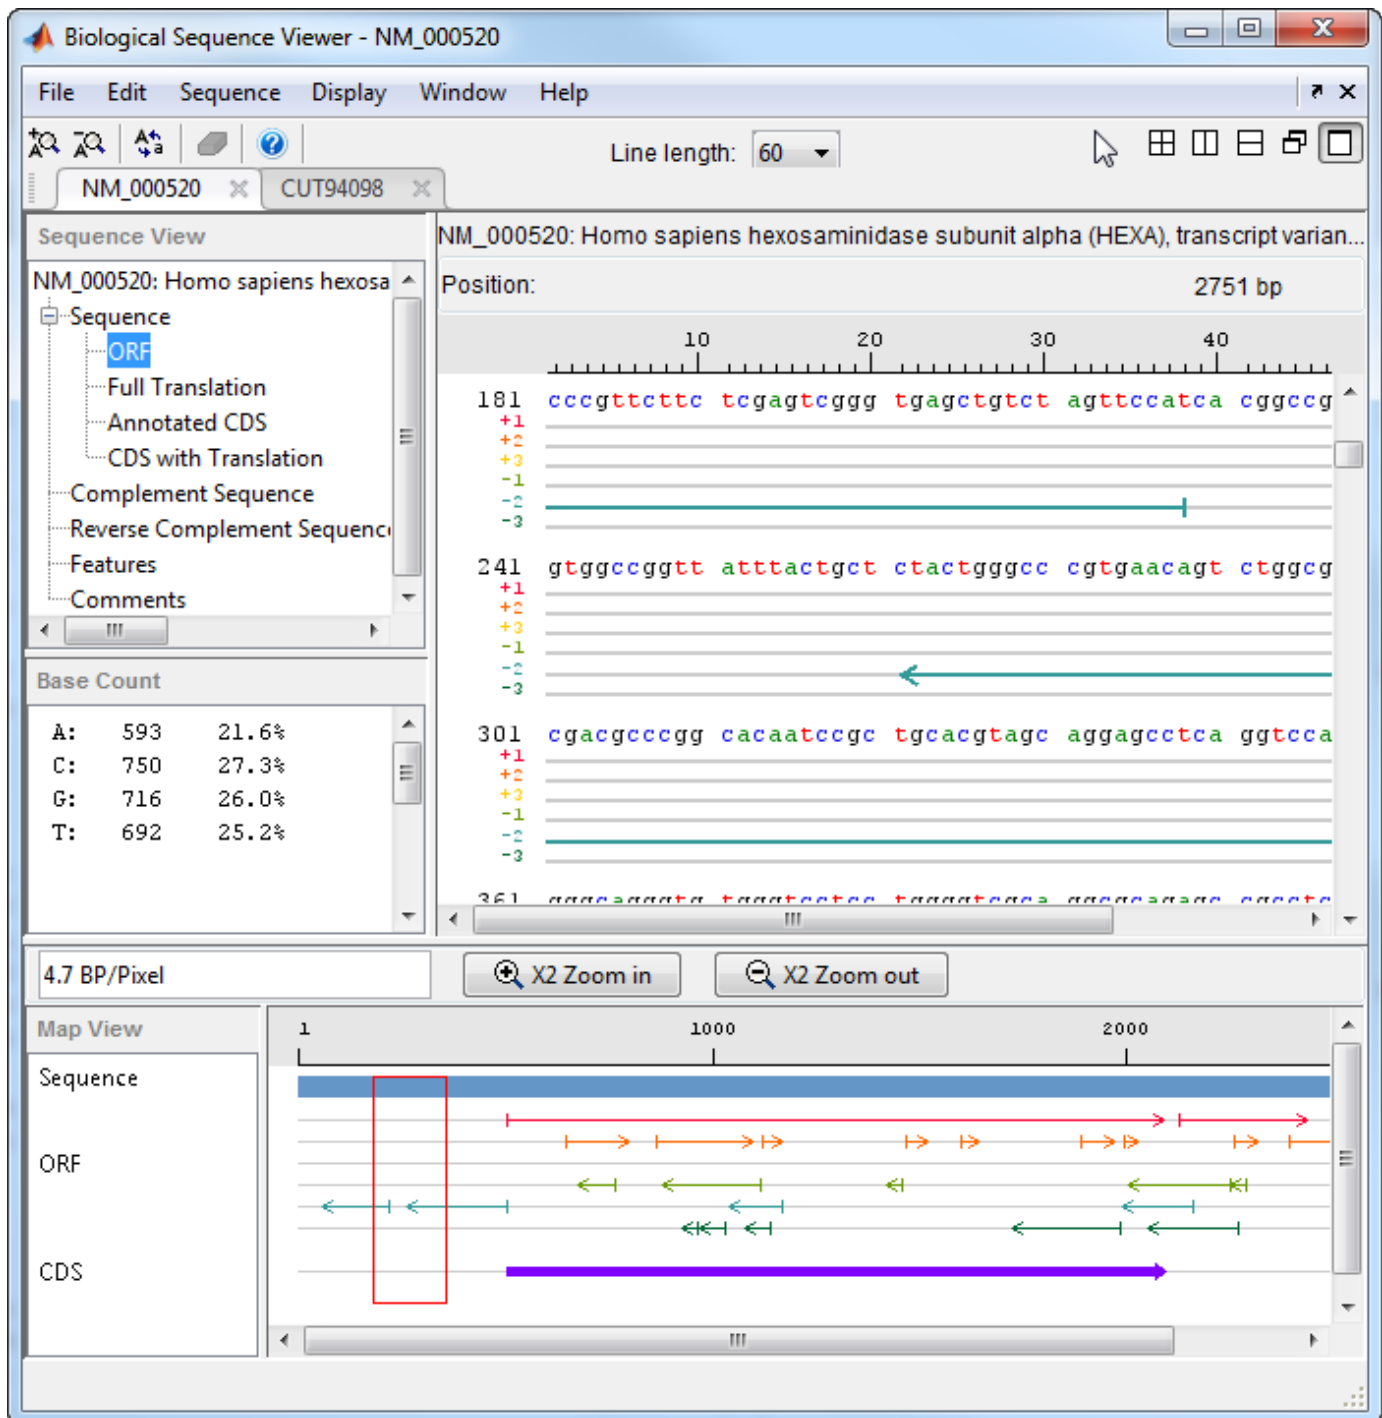 Biological Sequence Viewer - NM_000520
File Edit Sequence Display Window Help
Line length: 60
NM_000520 CUT94098
Sequence View
NM_000520: Homo sapiens hexosa
Sequence
ORF
Full Translation
Annotated CDS
CDS with Translation
Complement Sequence
Reverse Complement Sequenc
Features
Comments
Base Count
A: 593 21.6%
C: 750 27.3%
G: 716 26.0%
T: 692 25.2%
NM_000520: Homo sapiens hexosaminidase subunit alpha (HEXA), transcript varian...
Position: 2751 bp
10 20 30 40
181 cccgttcttc tcgagtcggg tgagctgtct agttccatca cggccg
+1
+2
+3
-1
-2
-3
241 gtggccggtt atttactgct ctactgggcc cgtgaacagt ctggcg
+1
+2
+3
-1
-2
-3
301 cgacgcccgg cacaatccgc tgcacgtagc aggagcctca ggtcca
+1
+2
+3
-1
-2
-3
361 gggcagggtg tgggtcctcc tggggtcgca ggcgcagagc cgcctc
4.7 BP/Pixel X2 Zoom in X2 Zoom out
Map View
1 1000 2000
Sequence
ORF
CDS